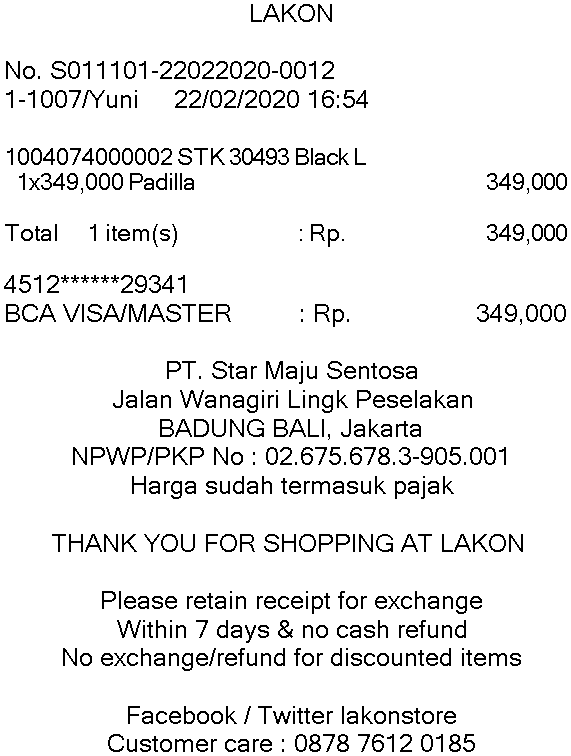 LAKON
No. S011101-22022020-0012
1-1007/Yuni 22/02/2020 16:54
1004074000002 STK 30493 Black L
1x349,000 Padilla 349,000
Total 1 item(s) : Rp. 349,000
4512******29341
BCA VISA/MASTER : Rp. 349,000
PT. Star Maju Sentosa
Jalan Wanagiri Lingk Peselakan
BADUNG BALI, Jakarta
NPWP/PKP No : 02.675.678.3-905.001
Harga sudah termasuk pajak
THANK YOU FOR SHOPPING AT LAKON
Please retain receipt for exchange
Within 7 days & no cash refund
No exchange/refund for discounted items
Facebook / Twitter lakonstore
Customer care : 0878 7612 0185